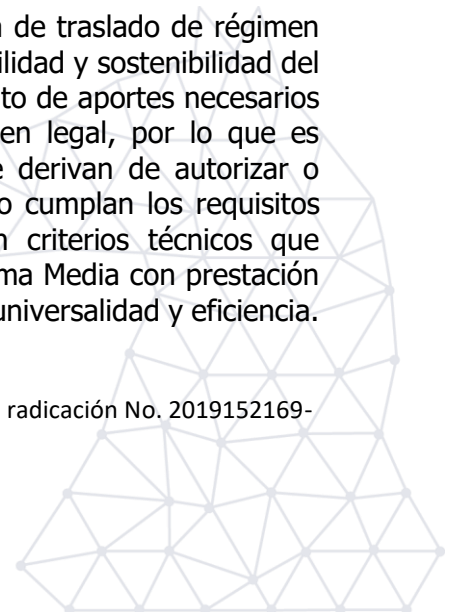 de traslado de régimen
ilidad y sostenibilidad del
to de aportes necesarios
en legal, por lo que es
derivan de autorizar o
o cumplan los requisitos
criterios técnicos que
ma Media con prestación
universalidad y eficiencia.
radicación No. 2019152169-